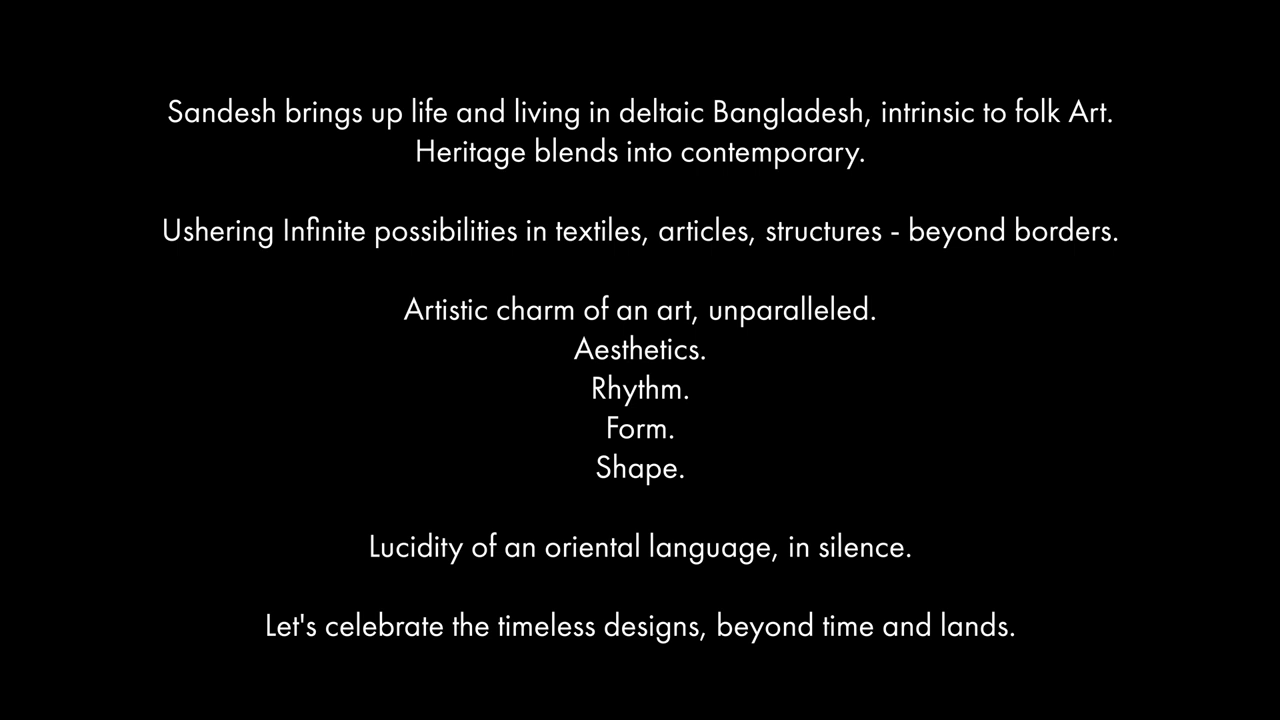 Sandesh brings up life and living in deltaic Bangladesh, intrinsic to folk Art.
Heritage blends into contemporary.
Ushering Infinite possibilities in textiles, articles, structures - beyond borders.
Artistic charm of an art, unparalleled.
Aesthetics.
Rhythm.
Form.
Shape.
Lucidity of an oriental language, in silence.
Let's celebrate the timeless designs, beyond time and lands.